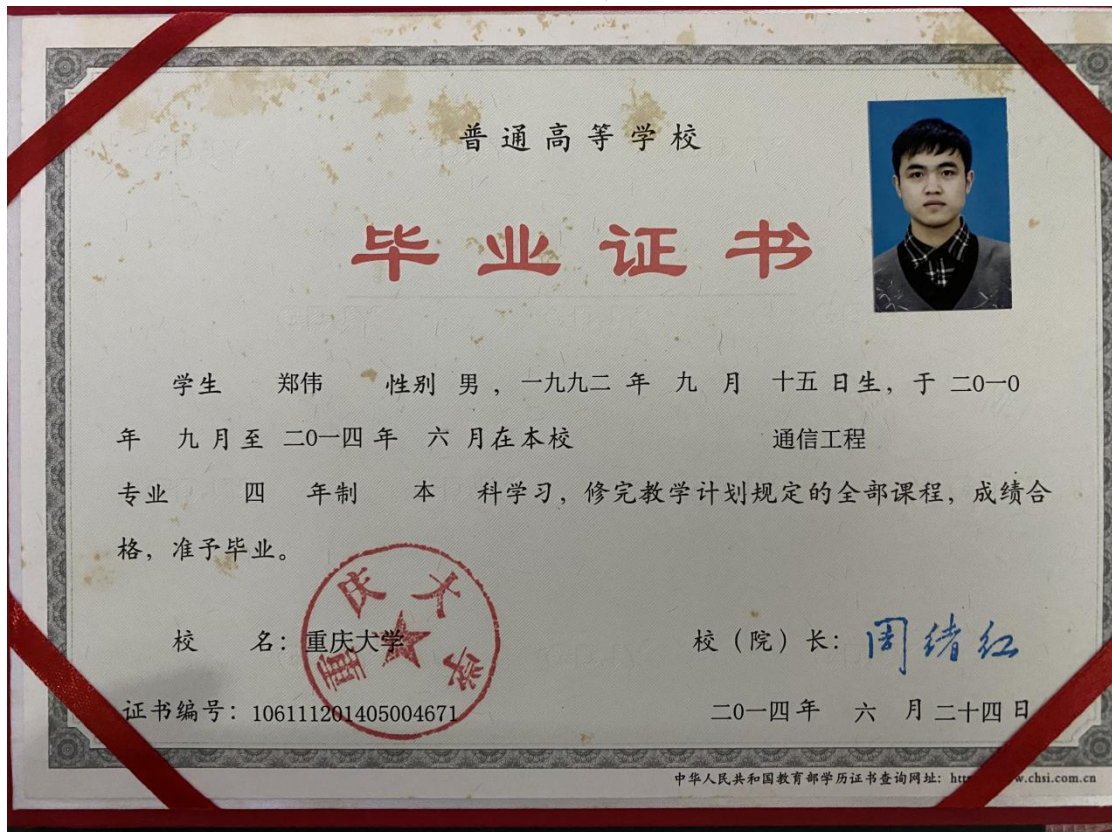 普通高等学校
毕业证书
学生 郑伟 性别 男，一九九二 年 九 月 十五 日生，于 二0一0
年 九 月至 二0一四 年 六 月在本校 通信工程
专业 四 年制 本 科学习，修完教学计划规定的全部课程，成绩合
格，准予毕业。
校 名：重庆大学
重庆大学
校（院）长：周绪红
证书编号：106111201405004671
二0一四 年 六 月 二十四 日
中华人民共和国教育部学历证书查询网址：htt w.chsi.com.cn